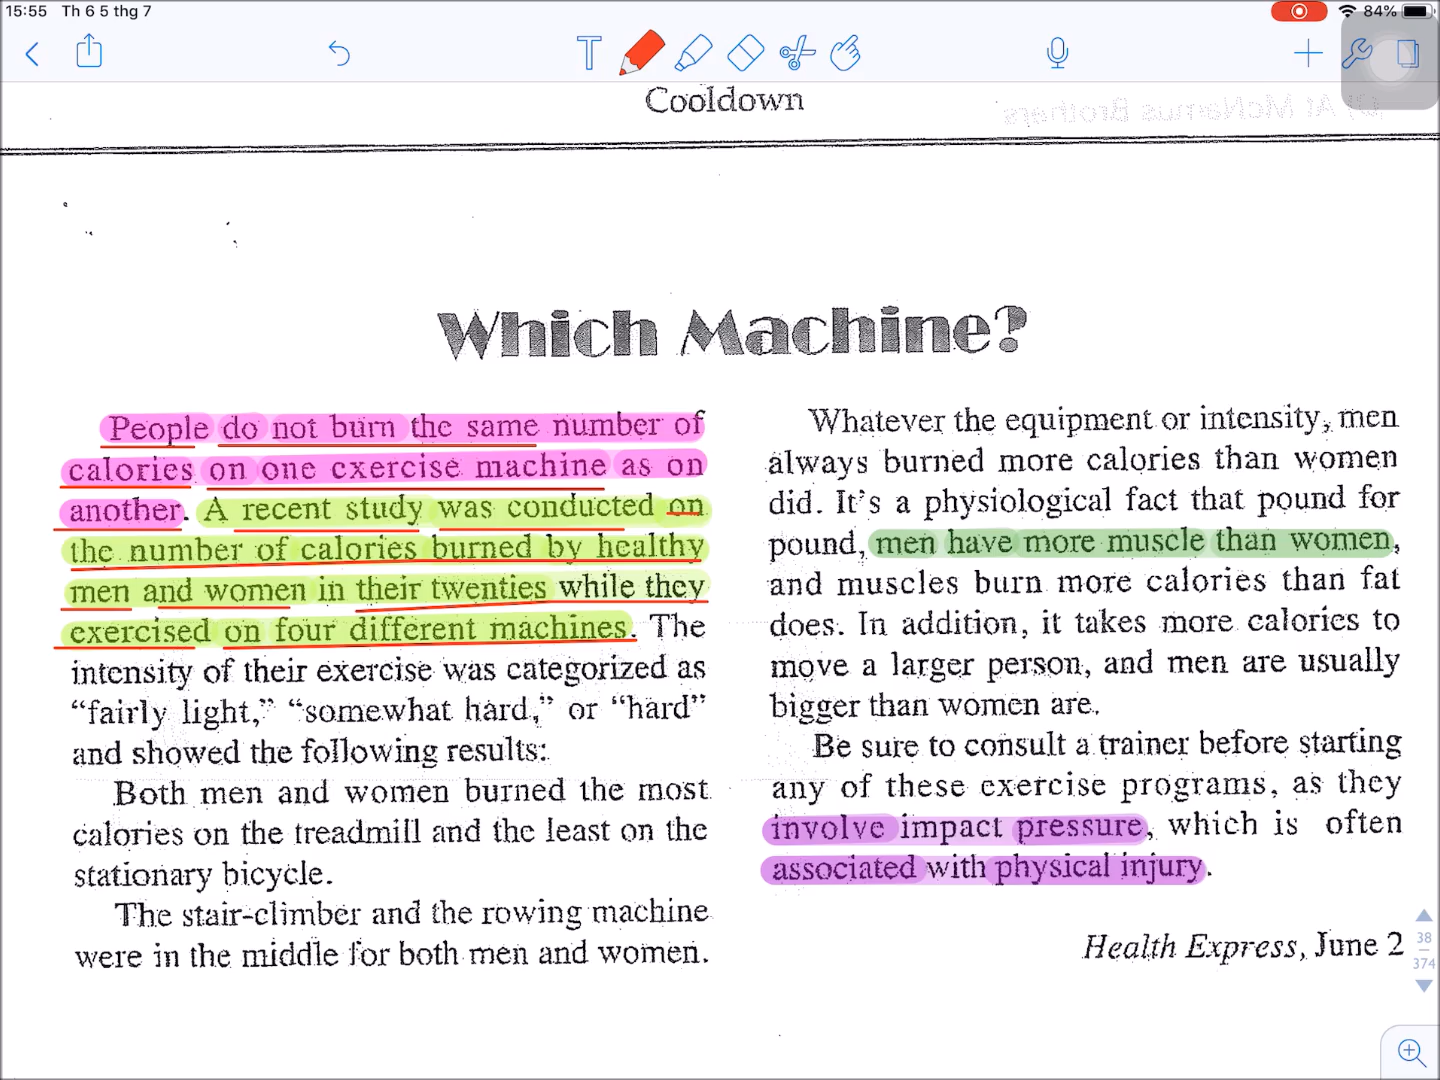 15:55 Th 6 5 thg 7
84%
T
Cooldown
D) At McNamus Brothers
Which Machine?
People do not burn the same number of
calories on one exercise machine as on
another. A recent study was conducted on
the number of calories burned by healthy
men and women in their twenties while they
exercised on four different machines. The
intensity of their exercise was categorized as
“fairly light,” “somewhat hard,” or “hard”
and showed the following results:
Both men and women burned the most
calories on the treadmill and the least on the
stationary bicycle.
The stair-climber and the rowing machine
were in the middle for both men and women.
Whatever the equipment or intensity, men
always burned more calories than women
did. It’s a physiological fact that pound for
pound, men have more muscle than women,
and muscles burn more calories than fat
does. In addition, it takes more calories to
move a larger person, and men are usually
bigger than women are.
Be sure to consult a trainer before starting
any of these exercise programs, as they
involve impact pressure, which is often
associated with physical injury.
Health Express, June 2
38
374